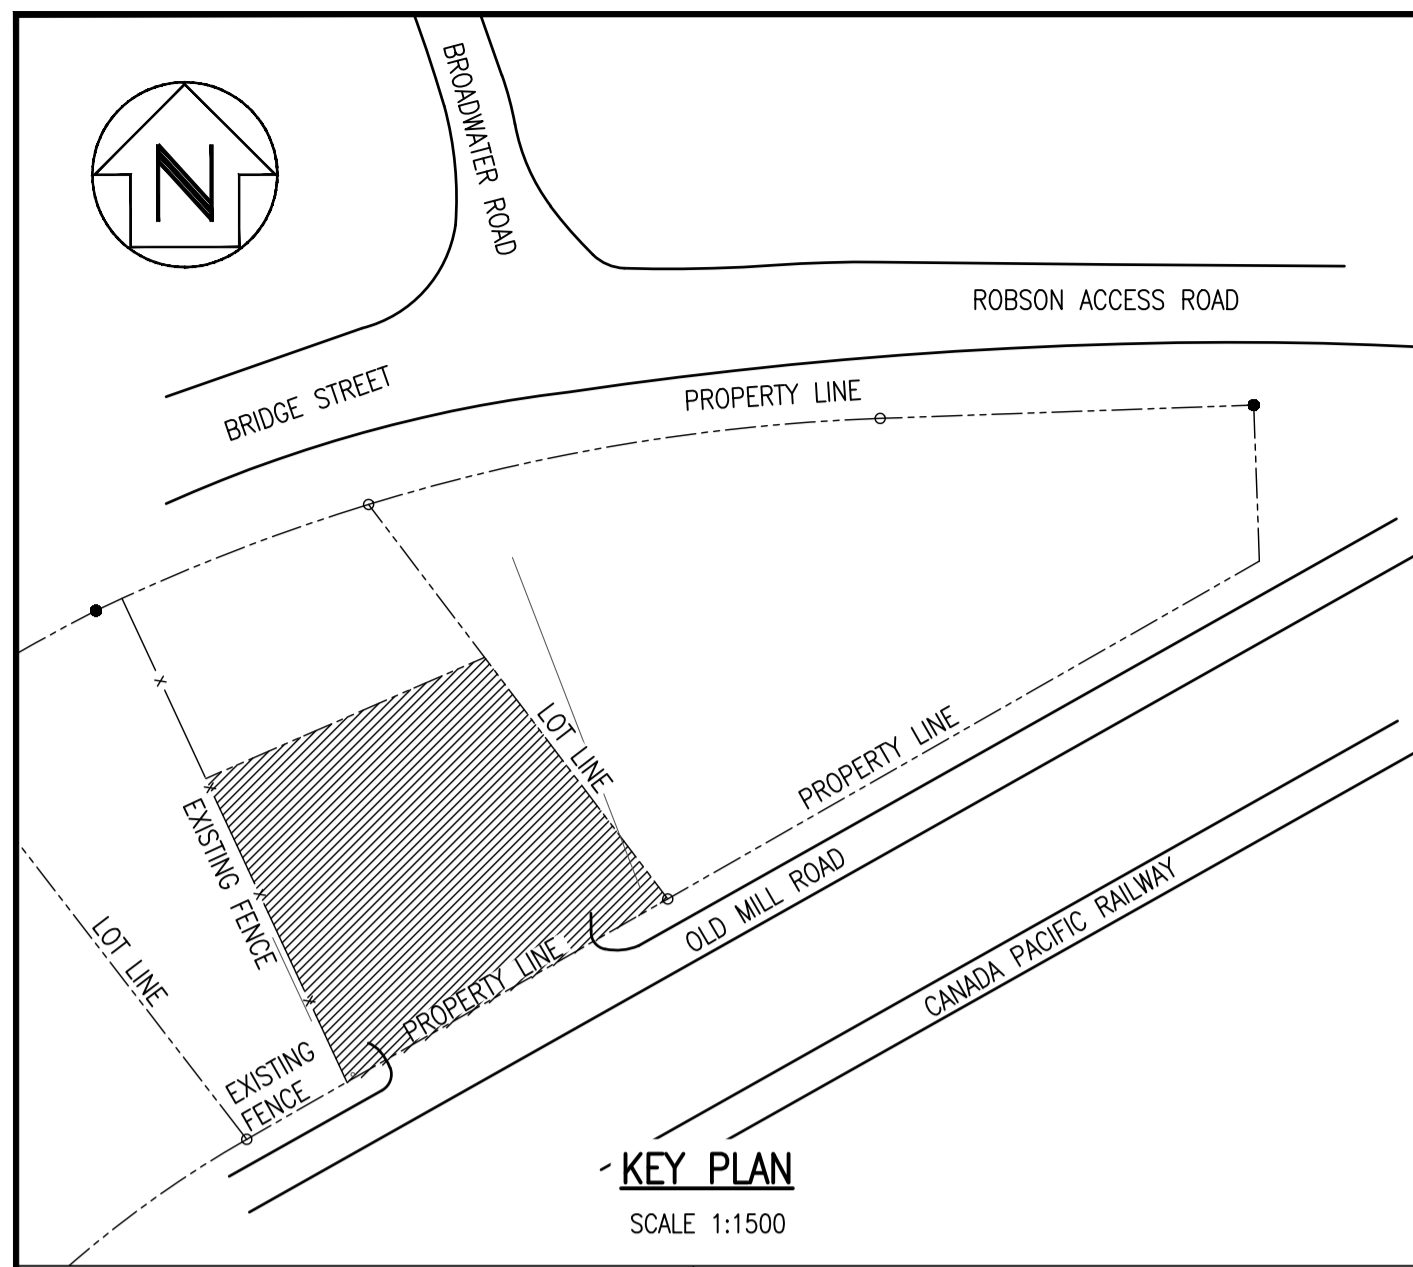 BROADWATER ROAD
N
ROBSON ACCESS ROAD
BRIDGE STREET
PROPERTY LINE
LOT LINE
PROPERTY LINE
EXISTING FENCE
OLD MILL ROAD
CANADA PACIFIC RAILWAY
LOT LINE
PROPERTY LINE
EXISTING
FENCE
KEY PLAN
SCALE 1:1500